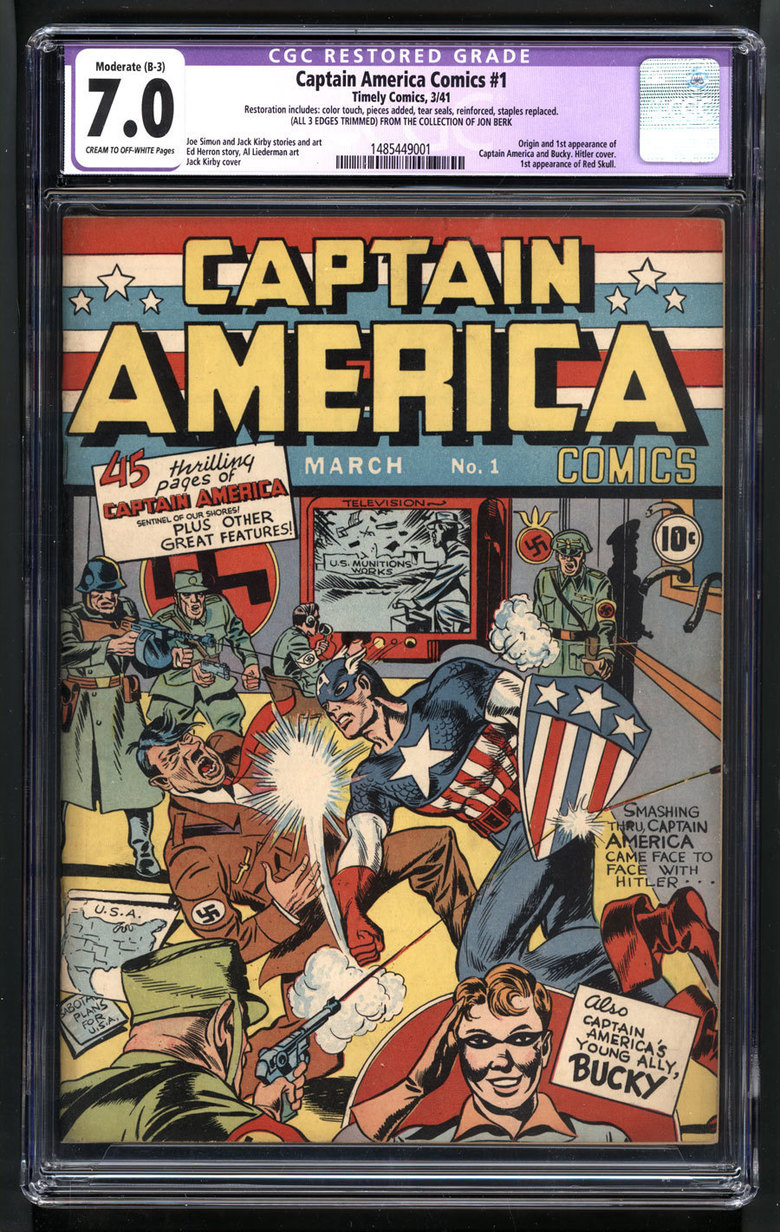 CGC RESTORED GRADE
Moderate (B-3)
7.0
CREAM TO OFF-WHITE Pages
Captain America Comics #1
Timely Comics, 3/41
Restoration includes: color touch, pieces added, tear seals, reinforced, staples replaced.
(ALL 3 EDGES TRIMMED) FROM THE COLLECTION OF JON BERK
Joe Simon and Jack Kirby stories and art
Ed Herron story, Al Liederman art
Jack Kirby cover
1485449001
Origin and 1st appearance of
Captain America and Bucky. Hitler cover.
1st appearance of Red Skull.
CAPTAIN
AMERICA
COMICS
MARCH No. 1
45 thrilling
pages of
CAPTAIN AMERICA
SENTINEL OF OUR SHORES!
PLUS OTHER
GREAT FEATURES!
TELEVISION
U.S. MUNITIONS
WORKS
10¢
SMASHING
THRU, CAPTAIN
AMERICA
CAME FACE TO
FACE WITH
HITLER...
U.S.A.
PLANS
FOR
U.S.A.
Also
CAPTAIN
AMERICA'S
YOUNG ALLY,
BUCKY